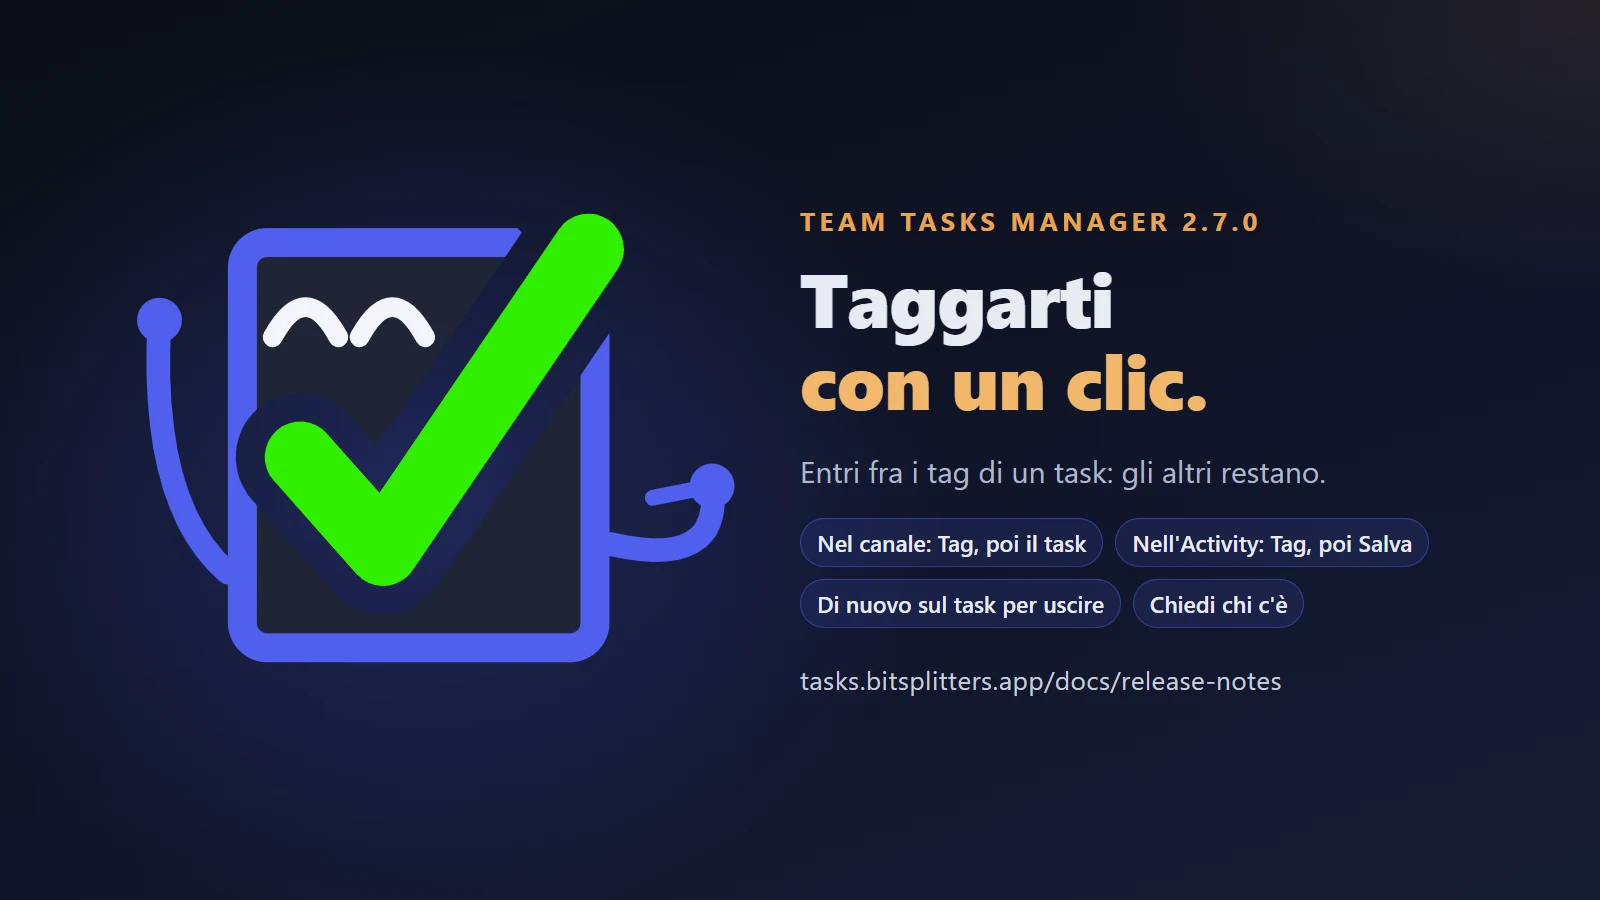 TEAM TASKS MANAGER 2.7.0
Taggarti
con un clic.
Entri fra i tag di un task: gli altri restano.
Nel canale: Tag, poi il task
Nell'Activity: Tag, poi Salva
Di nuovo sul task per uscire
Chiedi chi c'è
tasks.bitsplitters.app/docs/release-notes